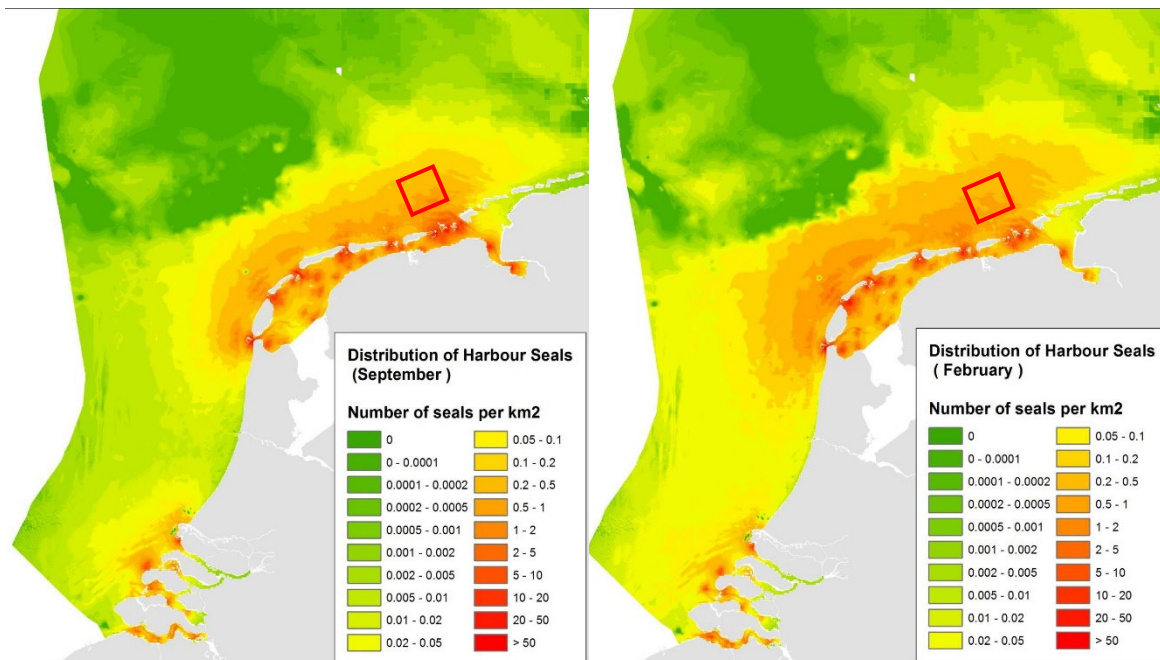 Distribution of Harbour Seals
(September )
Number of seals per km2
0
0 - 0.0001
0.0001 - 0.0002
0.0002 - 0.0005
0.0005 - 0.001
0.001 - 0.002
0.002 - 0.005
0.005 - 0.01
0.01 - 0.02
0.02 - 0.05
0.05 - 0.1
0.1 - 0.2
0.2 - 0.5
0.5 - 1
1 - 2
2 - 5
5 - 10
10 - 20
20 - 50
> 50
Distribution of Harbour Seals
( February )
Number of seals per km2
0
0 - 0.0001
0.0001 - 0.0002
0.0002 - 0.0005
0.0005 - 0.001
0.001 - 0.002
0.002 - 0.005
0.005 - 0.01
0.01 - 0.02
0.02 - 0.05
0.05 - 0.1
0.1 - 0.2
0.2 - 0.5
0.5 - 1
1 - 2
2 - 5
5 - 10
10 - 20
20 - 50
> 50